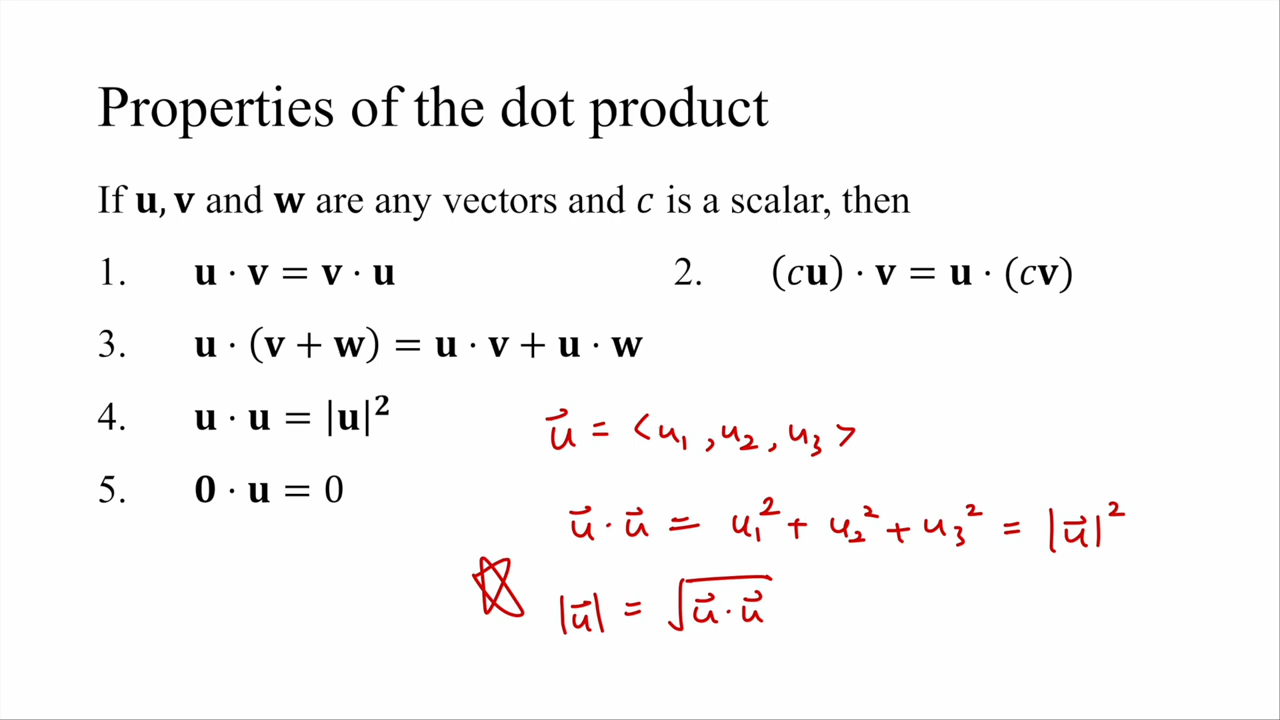 Properties of the dot product
If u, v and w are any vectors and c is a scalar, then
1. u · v = v · u 2. (cu) · v = u · (cv)
3. u · (v + w) = u · v + u · w
4. u · u = |u|²
u⃗ = <u₁, u₂, u₃>
5. 0 · u = 0
u⃗ · u⃗ = u₁² + u₂² + u₃² = |u⃗|²
|u⃗| = √(u⃗ · u⃗)